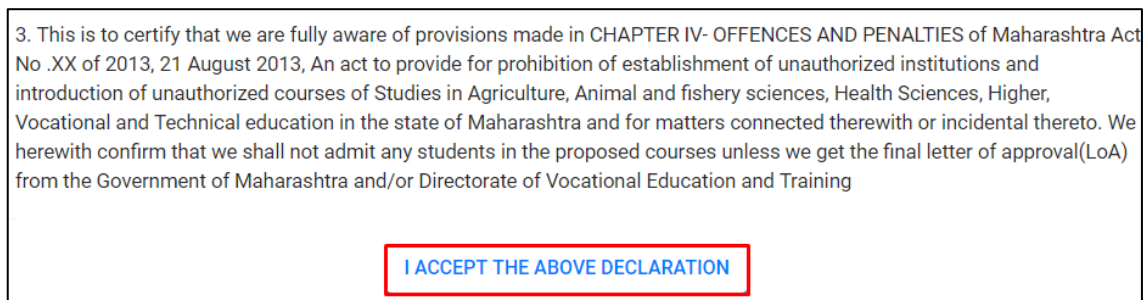 3. This is to certify that we are fully aware of provisions made in CHAPTER IV- OFFENCES AND PENALTIES of Maharashtra Act
No .XX of 2013, 21 August 2013, An act to provide for prohibition of establishment of unauthorized institutions and
introduction of unauthorized courses of Studies in Agriculture, Animal and fishery sciences, Health Sciences, Higher,
Vocational and Technical education in the state of Maharashtra and for matters connected therewith or incidental thereto. We
herewith confirm that we shall not admit any students in the proposed courses unless we get the final letter of approval(LoA)
from the Government of Maharashtra and/or Directorate of Vocational Education and Training
I ACCEPT THE ABOVE DECLARATION